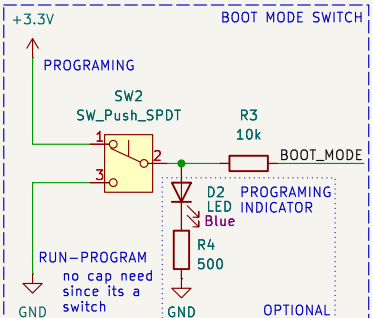 +3.3V
BOOT MODE SWITCH
PROGRAMING
SW2
SW_Push_SPDT
1
2
3
R3
10k
BOOT_MODE
D2
LED
Blue
PROGRAMING
INDICATOR
R4
500
RUN-PROGRAM
no cap need
since its a
switch
GND
GND
OPTIONAL